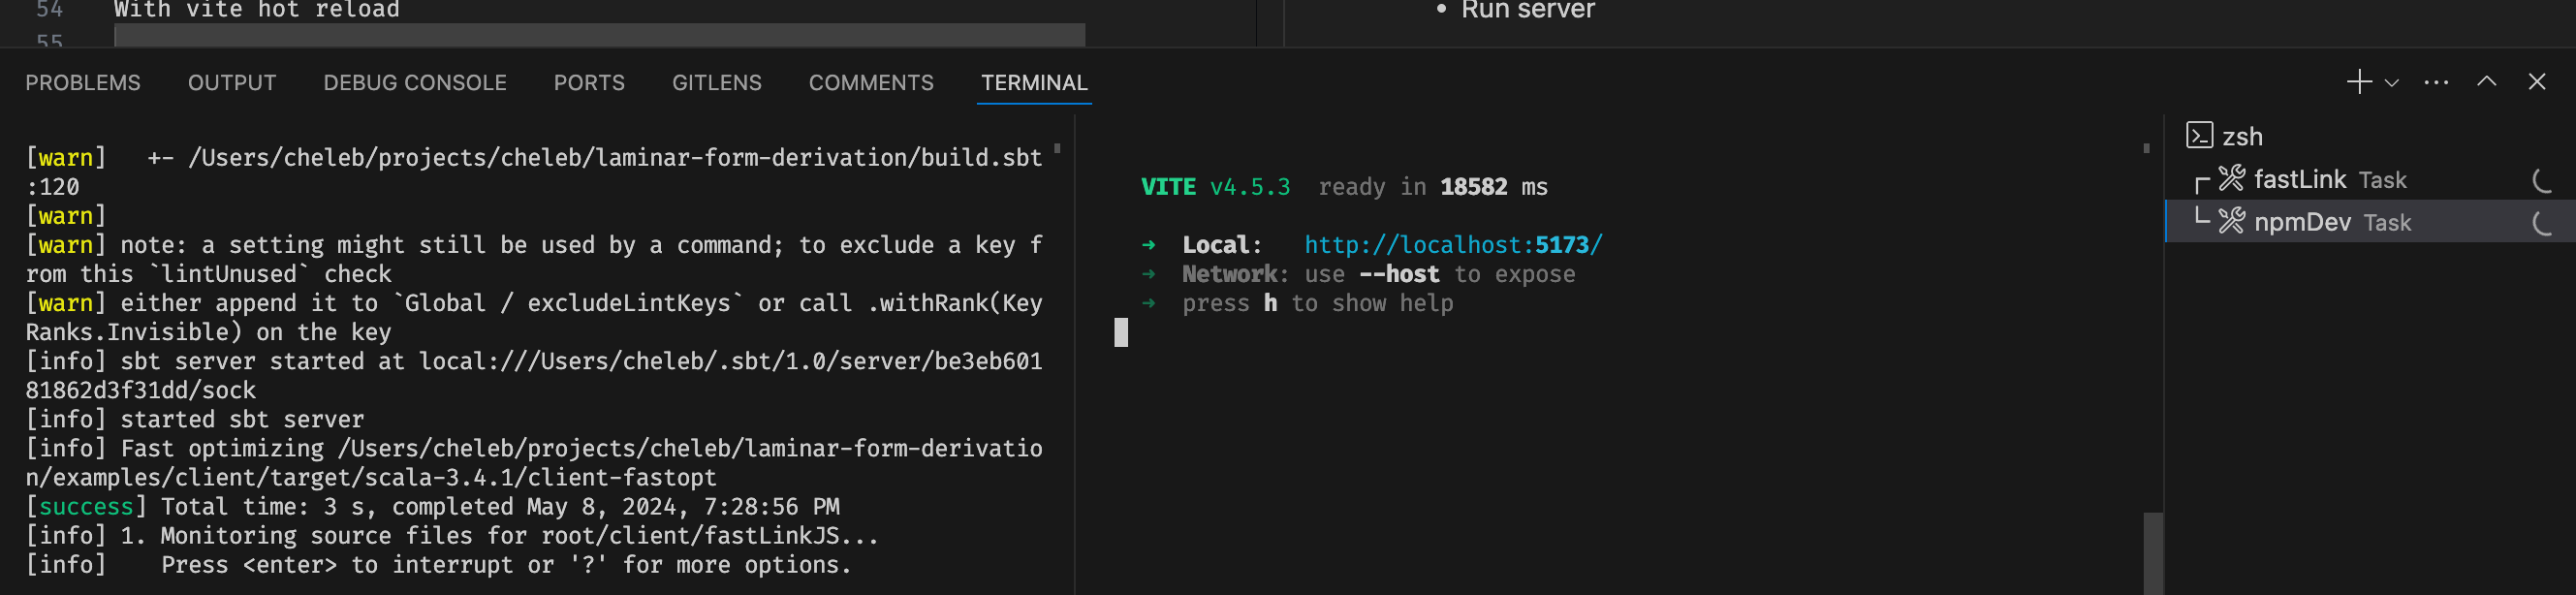 54 With vite hot reload
55
• Run server
PROBLEMS OUTPUT DEBUG CONSOLE PORTS GITLENS COMMENTS TERMINAL
[warn]   +- /Users/cheleb/projects/cheleb/laminar-form-derivation/build.sbt
:120
[warn]
[warn] note: a setting might still be used by a command; to exclude a key f
rom this `lintUnused` check
[warn] either append it to `Global / excludeLintKeys` or call .withRank(Key
Ranks.Invisible) on the key
[info] sbt server started at local:///Users/cheleb/.sbt/1.0/server/be3eb601
81862d3f31dd/sock
[info] started sbt server
[info] Fast optimizing /Users/cheleb/projects/cheleb/laminar-form-derivatio
n/examples/client/target/scala-3.4.1/client-fastopt
[success] Total time: 3 s, completed May 8, 2024, 7:28:56 PM
[info] 1. Monitoring source files for root/client/fastLinkJS...
[info]    Press <enter> to interrupt or '?' for more options.
VITE v4.5.3  ready in 18582 ms
➜  Local:   http://localhost:5173/
➜  Network: use --host to expose
➜  press h to show help
zsh
fastLink Task
npmDev Task